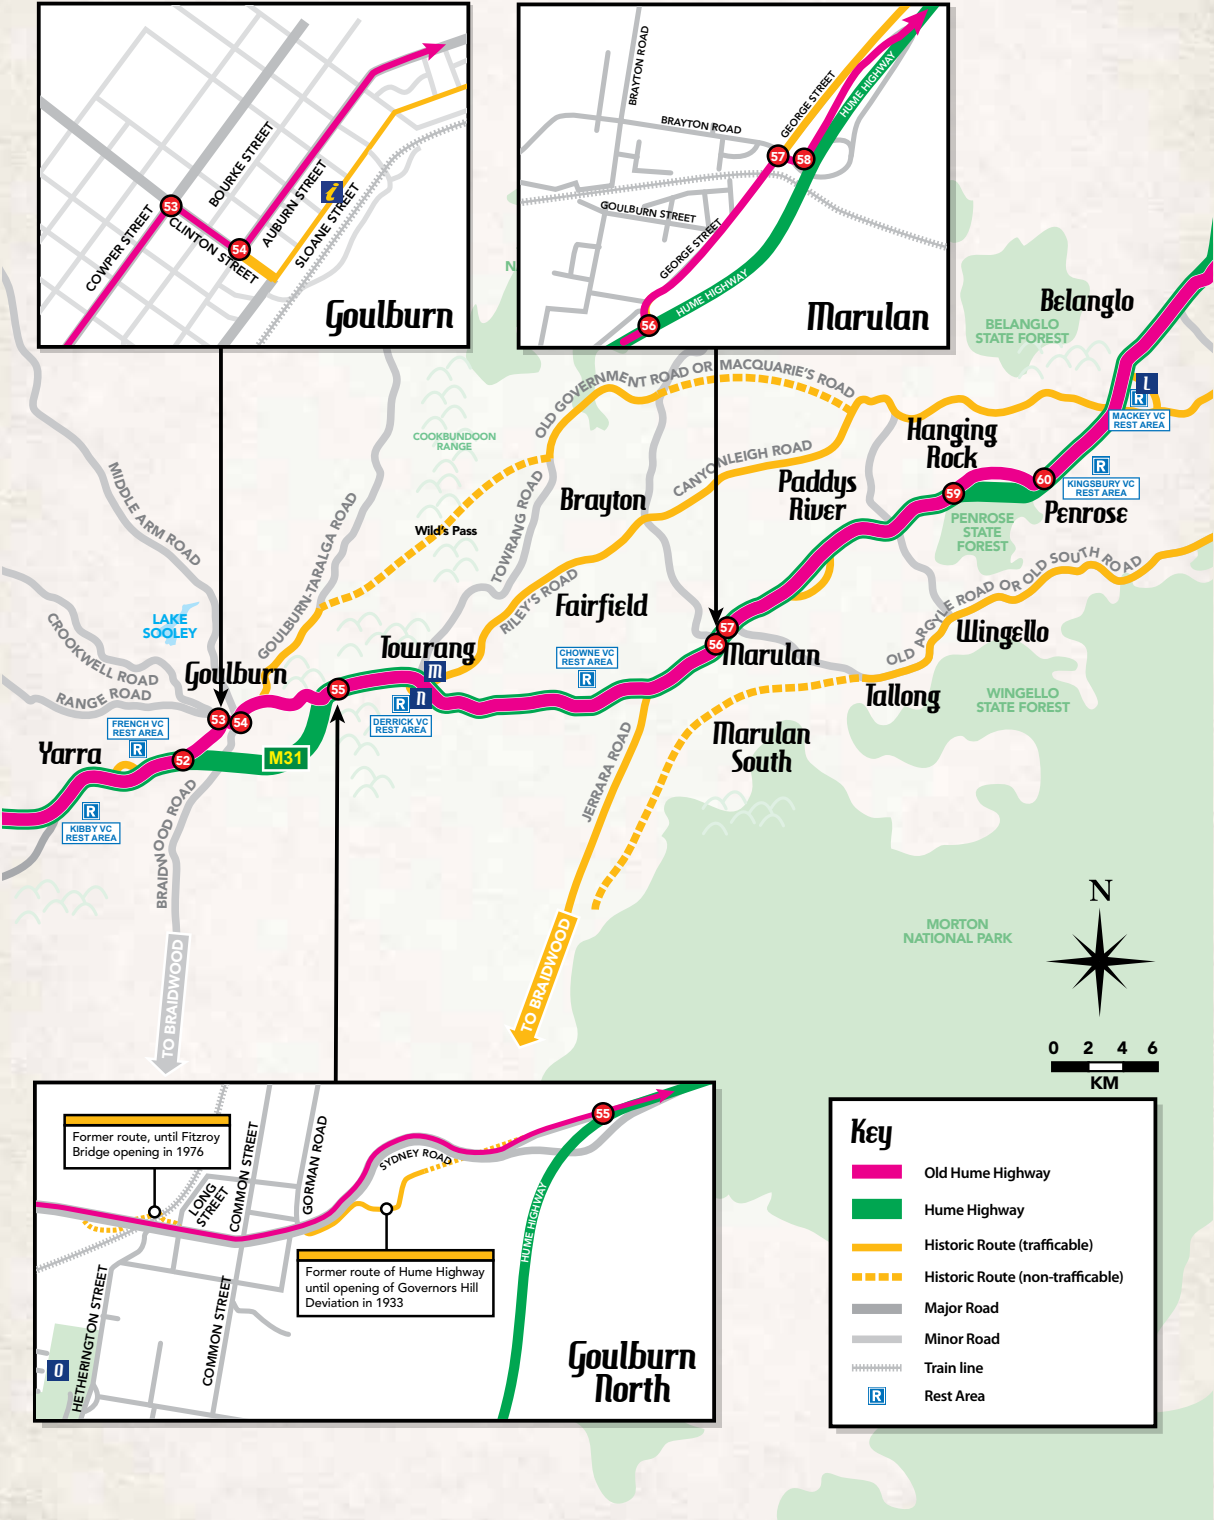 BOURKE STREET
COWPER STREET
53
CLINTON STREET
54
AUBURN STREET
i
SLOANE STREET
Goulburn
BRAYTON ROAD
BRAYTON ROAD
GEORGE STREET
HUME HIGHWAY
57
58
GOULBURN STREET
GEORGE STREET
HUME HIGHWAY
56
Marulan
N
Belanglo
BELANGLO
STATE FOREST
L
R
MACKEY VC
REST AREA
OLD GOVERNMENT ROAD OR MACQUARIE'S ROAD
COOKBUNDOON
RANGE
CANYONLEIGH ROAD
Hanging
Rock
R
KINGSBURY VC
REST AREA
60
59
Penrose
PENROSE
STATE
FOREST
Paddys
River
Brayton
MIDDLE ARM ROAD
GOULBURN-TARALGA ROAD
Wild's Pass
TOWRANG ROAD
RILEY'S ROAD
Fairfield
OLD ARGYLE ROAD OR OLD SOUTH ROAD
Wingello
LAKE
SOOLEY
CROOKWELL ROAD
RANGE ROAD
Goulburn
Towrang
M
n
CHOWNE VC
REST AREA
R
57
56
Marulan
Tallong
WINGELLO
STATE FOREST
55
R
DERRICK VC
REST AREA
53
54
FRENCH VC
REST AREA
R
Yarra
52
M31
Marulan
South
JERRARA ROAD
R
KIBBY VC
REST AREA
BRAIDWOOD ROAD
TO BRAIDWOOD
TO BRAIDWOOD
MORTON
NATIONAL PARK
N
0 2 4 6
KM
Former route, until Fitzroy
Bridge opening in 1976
LONG
STREET
COMMON STREET
GORMAN ROAD
SYDNEY ROAD
55
HUME HIGHWAY
Former route of Hume Highway
until opening of Governors Hill
Deviation in 1933
HETHERINGTON STREET
COMMON STREET
O
Goulburn
North
Key
Old Hume Highway
Hume Highway
Historic Route (trafficable)
Historic Route (non-trafficable)
Major Road
Minor Road
Train line
R Rest Area